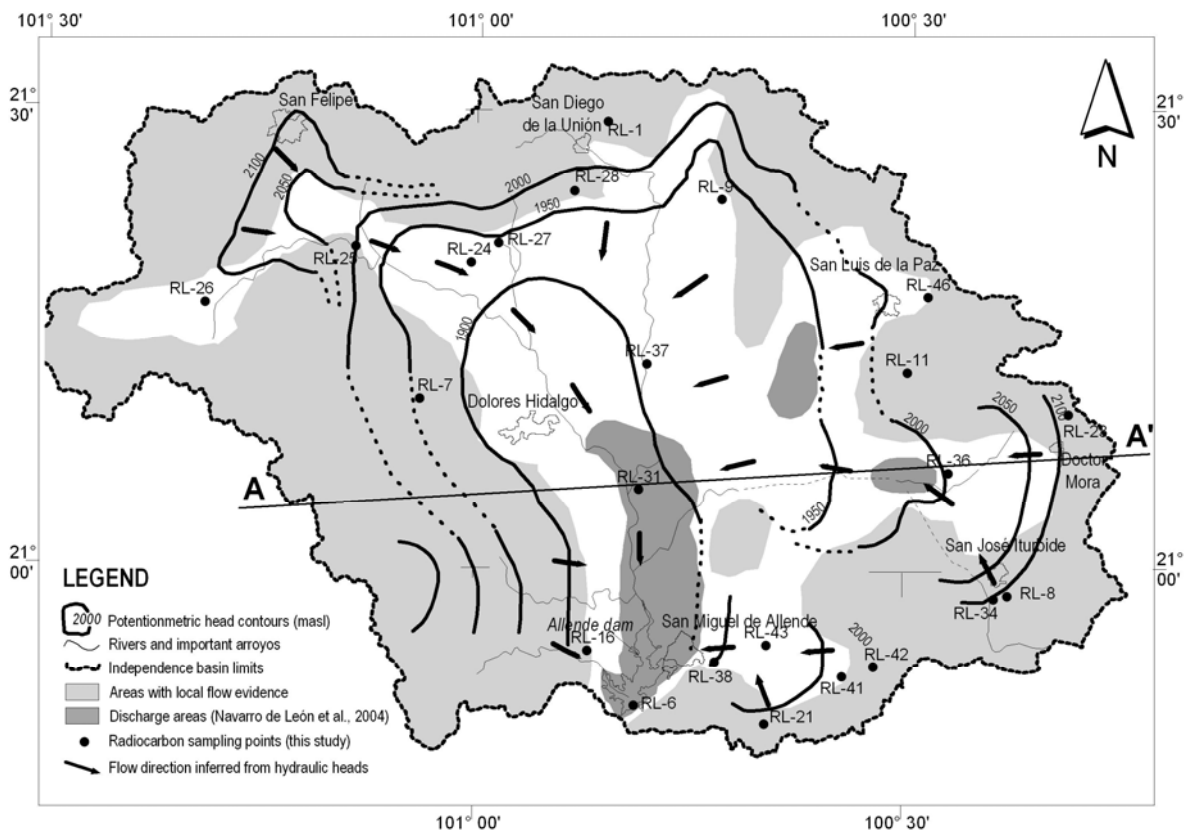 101° 30'
101° 00'
100° 30'
21°
30'
21°
30'
N
San Felipe
San Diego
de la Unión
RL-1
2100
2050
2000
RL-28
1950
RL-9
RL-25
RL-24
RL-27
San Luis de la Paz
RL-46
RL-26
1900
RL-37
RL-11
RL-7
Dolores Hidalgo
2000
2050
2100
RL-23
A
RL-31
RL-36
A'
Doctor
Mora
1950
21°
00'
San José Iturbide
21°
00'
RL-34
RL-8
Allende dam
San Miguel de Allende
RL-16
RL-43
2000
RL-42
RL-38
RL-41
RL-6
RL-21
LEGEND
2000 Potentionmetric head contours (masl)
Rivers and important arroyos
Independence basin limits
Areas with local flow evidence
Discharge areas (Navarro de León et al., 2004)
Radiocarbon sampling points (this study)
Flow direction inferred from hydraulic heads
101° 00'
100° 30'